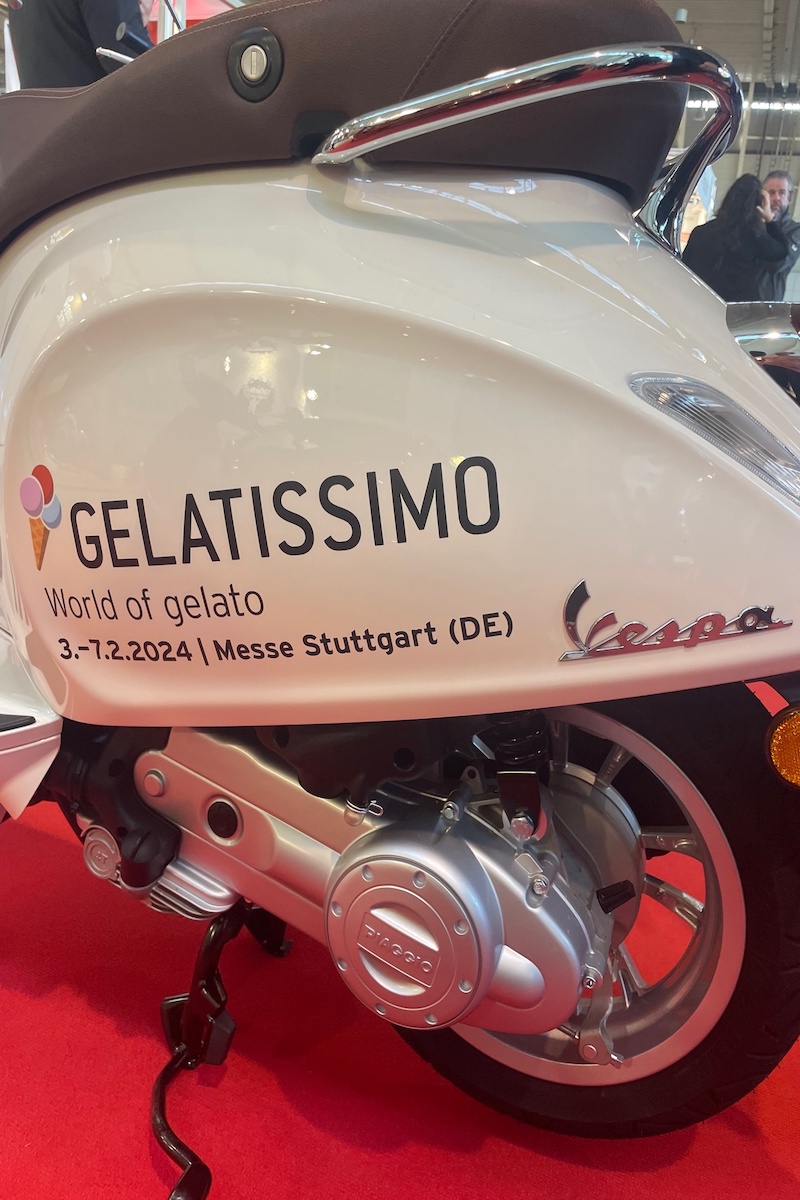 GELATISSIMO
World of gelato
3.–7.2.2024 | Messe Stuttgart (DE)
Vespa
PIAGGIO